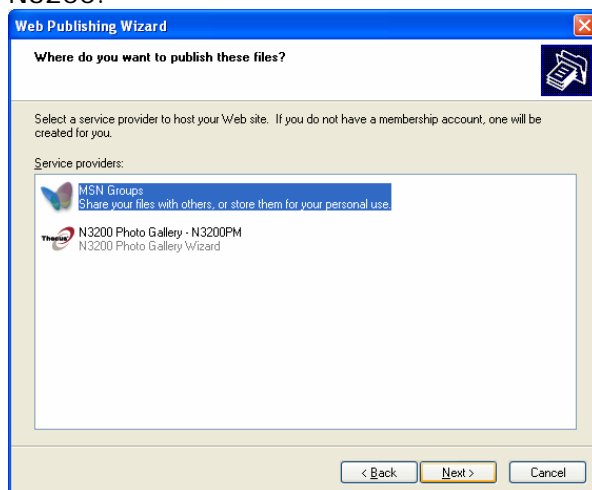 N3200.
Web Publishing Wizard
Where do you want to publish these files?
Select a service provider to host your Web site. If you do not have a membership account, one will be
created for you.
Service providers:
MSN Groups
Share your files with others, or store them for your personal use.
Thecus
N3200 Photo Gallery - N3200PM
N3200 Photo Gallery Wizard
< Back
Next >
Cancel